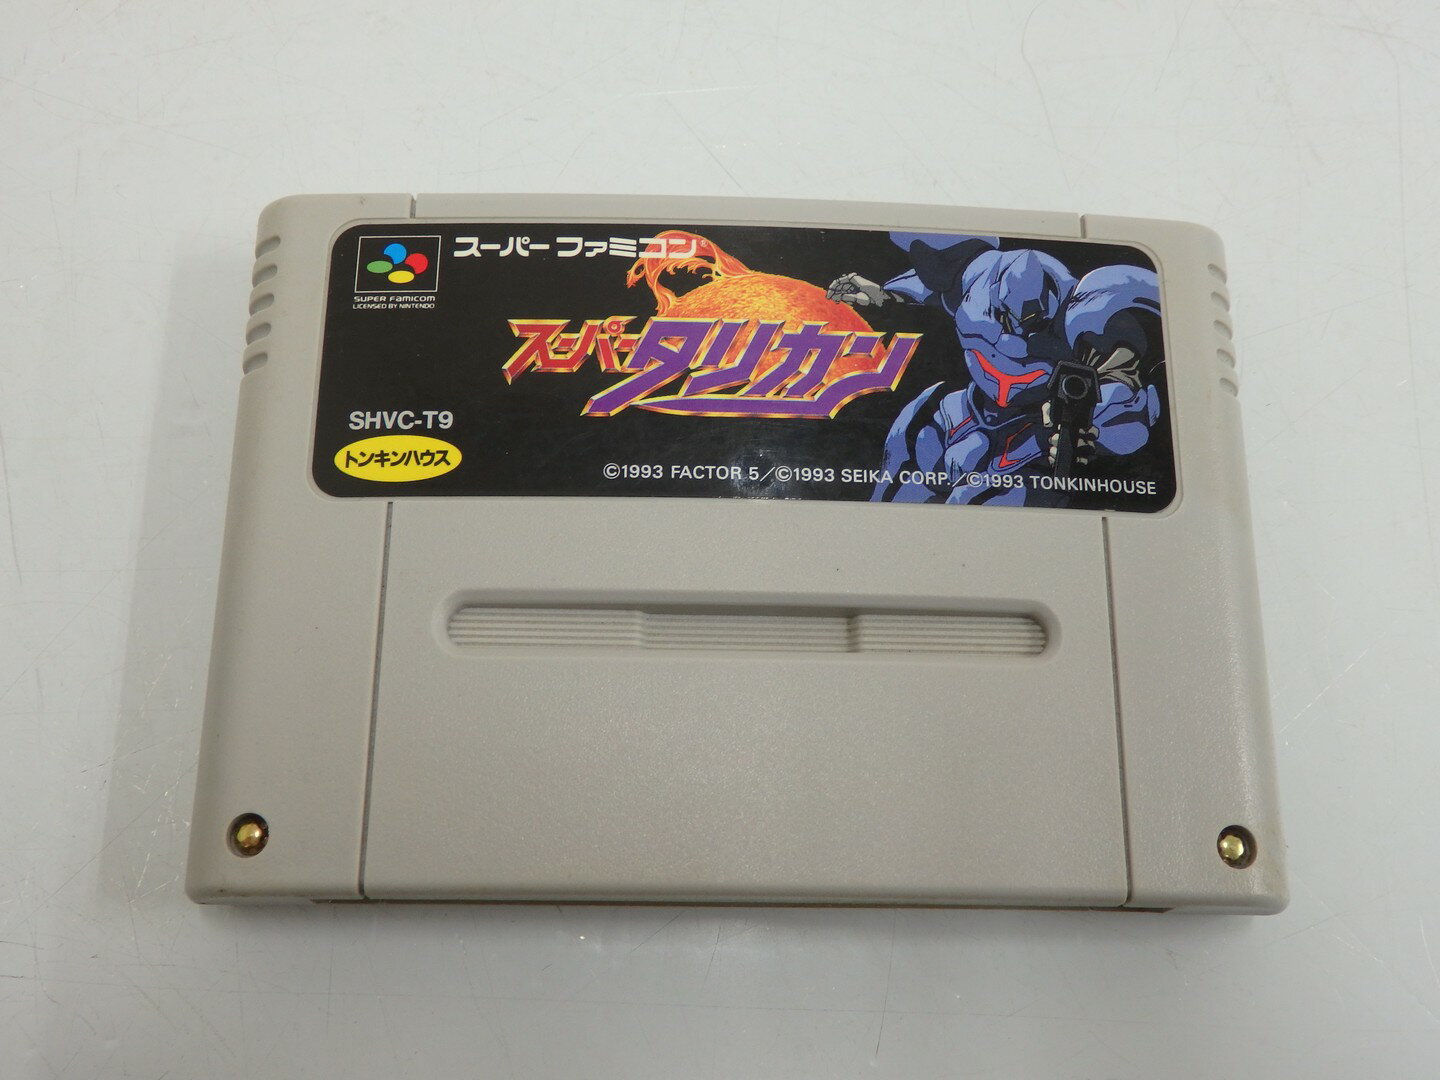 スーパーファミコン®
SUPER FAMICOM
LICENSED BY NINTENDO
スーパータリカン
SHVC-T9
トンキンハウス
©1993 FACTOR 5/©1993 SEIKA CORP./©1993 TONKINHOUSE